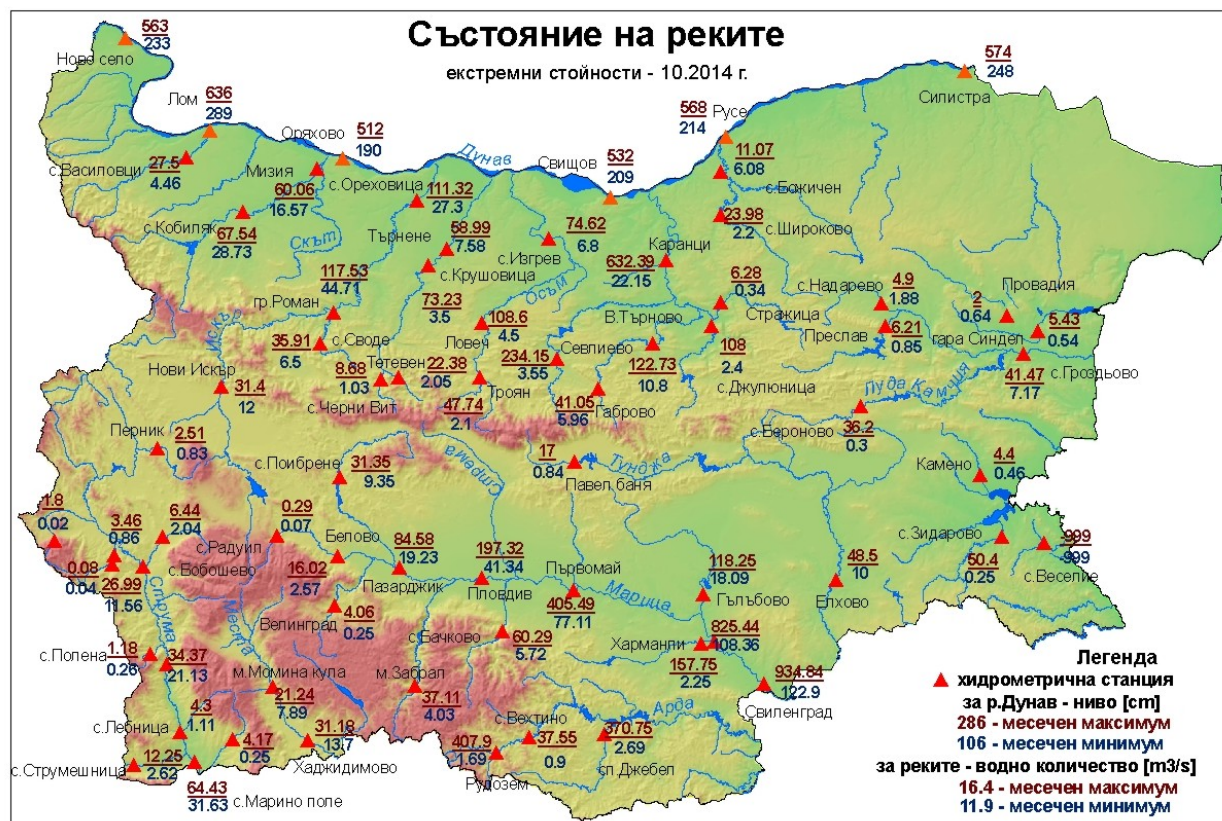 Състояние на реките
екстремни стойности - 10.2014 г.
563
233
Ново село
574
248
Силистра
Лом
636
289
568
214
Русе
Оряхово
512
190
Дунав
Свищов
532
209
11.07
6.08
с.Божичен
27.5
4.46
с.Василовци
Мизия
60.06
16.57
с.Ореховица
111.32
27.3
с.Кобиляк
67.54
28.73
Скът
Търнене
58.99
7.58
74.62
6.8
с.Изгрев
23.98
2.2
с.Широково
Каранци
632.39
22.15
с.Крушовица
73.23
3.5
Осъм
117.53
44.71
гр.Роман
6.28
0.34
Стражица
с.Надарево
4.9
1.88
Провадия
2
0.64
5.43
0.54
Искър
108.6
4.5
Ловеч
В.Търново
Преслав
6.21
0.85
гара Синдел
35.91
6.5
с.Своде
234.15
3.55
Севлиево
122.73
10.8
108
2.4
с.Джулюница
41.47
7.17
с.Гроздьово
Нови Искър
31.4
12
8.68
1.03
Тетевен
22.38
2.05
с.Черни Вит
47.74
2.1
Троян
41.05
5.96
Габрово
Луда Камчия
с.Бероново
36.2
0.3
Перник
2.51
0.83
с.Поибрене
31.35
9.35
Стрема
17
0.84
Павел баня
Тунджа
Камено
4.4
0.46
1.8
0.02
3.46
0.86
6.44
2.04
0.29
0.07
с.Радуил
Белово
84.58
19.23
с.Зидарово
-999
-999
с.Веселие
0.08
0.04
26.99
11.56
с.Бобошево
16.02
2.57
Пазарджик
197.32
41.34
Пловдив
Първомай
405.49
77.11
Марица
118.25
18.09
Гълъбово
48.5
10
Елхово
50.4
0.25
Струма
Места
Велинград
4.06
0.25
с.Бачково
60.29
5.72
Харманли
157.75
2.25
825.44
108.36
с.Полена
1.18
0.26
34.37
21.13
м.Момина кула
21.24
7.89
м.Забрал
37.11
4.03
934.84
122.9
Свиленград
с.Лебница
4.3
1.11
4.17
0.25
31.18
13.7
Хаджидимово
с.Вехтино
37.55
0.9
Арда
370.75
2.69
сп.Джебел
407.9
1.69
Рудозем
с.Струмешница
12.25
2.62
64.43
31.63
с.Марино поле
Легенда
хидрометрична станция
за р.Дунав - ниво [cm]
286 - месечен максимум
106 - месечен минимум
за реките - водно количество [m3/s]
16.4 - месечен максимум
11.9 - месечен минимум